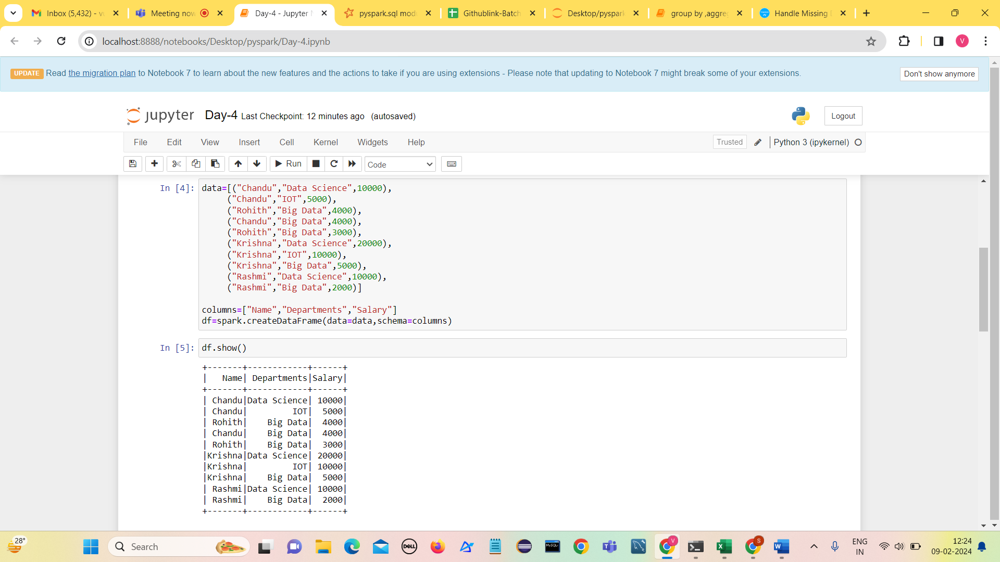 Inbox (5,432) - v
Meeting now
Day-4 - Jupyter N
pyspark.sql mod
Githublink-Batch
Desktop/pyspark
group by ,aggre
Handle Missing
localhost:8888/notebooks/Desktop/pyspark/Day-4.ipynb
V
UPDATE Read the migration plan to Notebook 7 to learn about the new features and the actions to take if you are using extensions - Please note that updating to Notebook 7 might break some of your extensions.
Don't show anymore
jupyter Day-4 Last Checkpoint: 12 minutes ago (autosaved)
Logout
File Edit View Insert Cell Kernel Widgets Help
Trusted
Python 3 (ipykernel)
Run
Code
In [4]: data=[("Chandu","Data Science",10000),
("Chandu","IOT",5000),
("Rohith","Big Data",4000),
("Chandu","Big Data",4000),
("Rohith","Big Data",3000),
("Krishna","Data Science",20000),
("Krishna","IOT",10000),
("Krishna","Big Data",5000),
("Rashmi","Data Science",10000),
("Rashmi","Big Data",2000)]
columns=["Name","Departments","Salary"]
df=spark.createDataFrame(data=data,schema=columns)
In [5]: df.show()
+-------+------------+------+
|   Name| Departments|Salary|
+-------+------------+------+
| Chandu|Data Science| 10000|
| Chandu|         IOT|  5000|
| Rohith|    Big Data|  4000|
| Chandu|    Big Data|  4000|
| Rohith|    Big Data|  3000|
|Krishna|Data Science| 20000|
|Krishna|         IOT| 10000|
|Krishna|    Big Data|  5000|
| Rashmi|Data Science| 10000|
| Rashmi|    Big Data|  2000|
+-------+------------+------+
28°
Search
DELL
MySQL
V
S
ENG
IN
12:24
09-02-2024